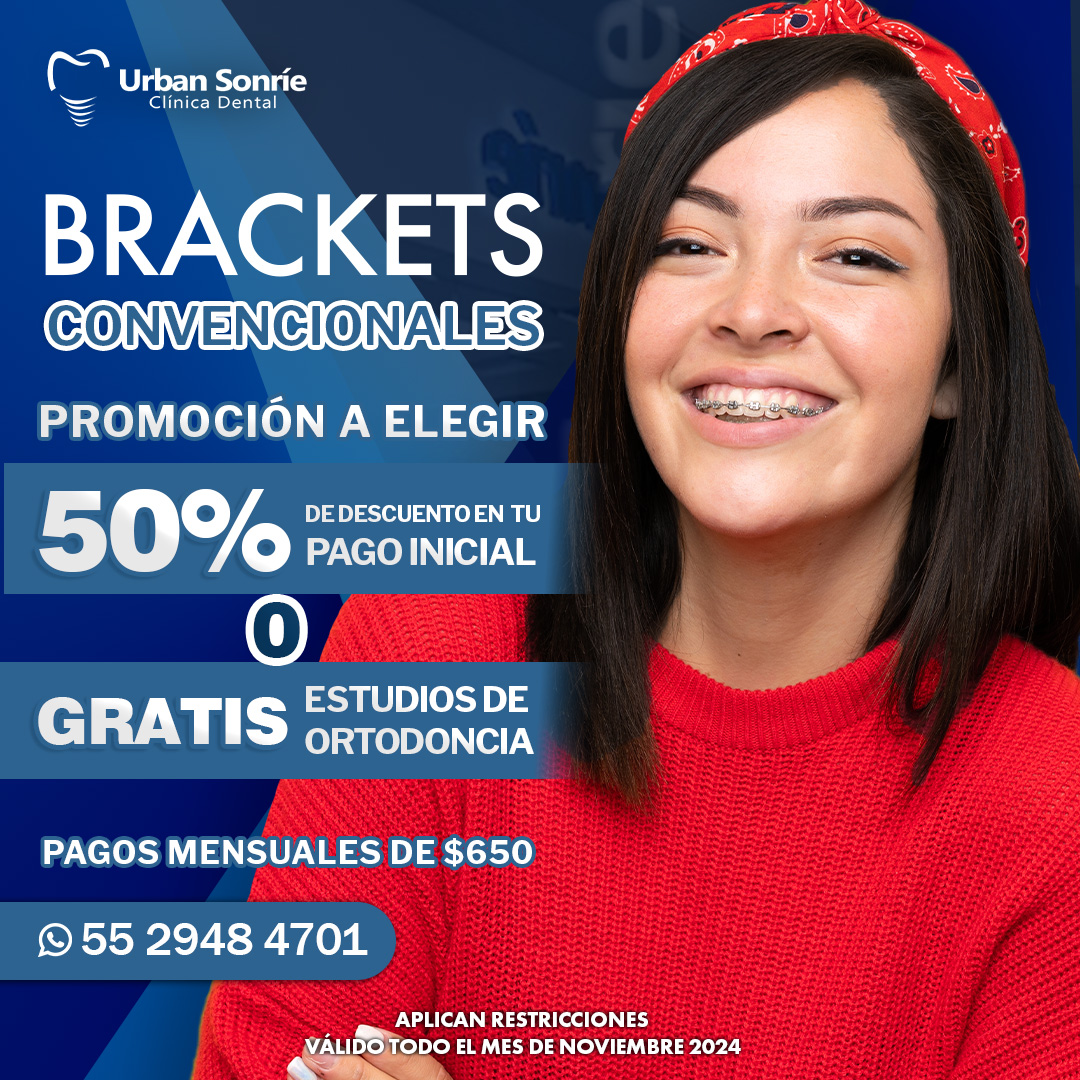 Urban Sonríe
Clínica Dental
BRACKETS
CONVENCIONALES
PROMOCIÓN A ELEGIR
50% DE DESCUENTO EN TU
PAGO INICIAL
O
GRATIS ESTUDIOS DE
ORTODONCIA
PAGOS MENSUALES DE $650
55 2948 4701
APLICAN RESTRICCIONES
VÁLIDO TODO EL MES DE NOVIEMBRE 2024